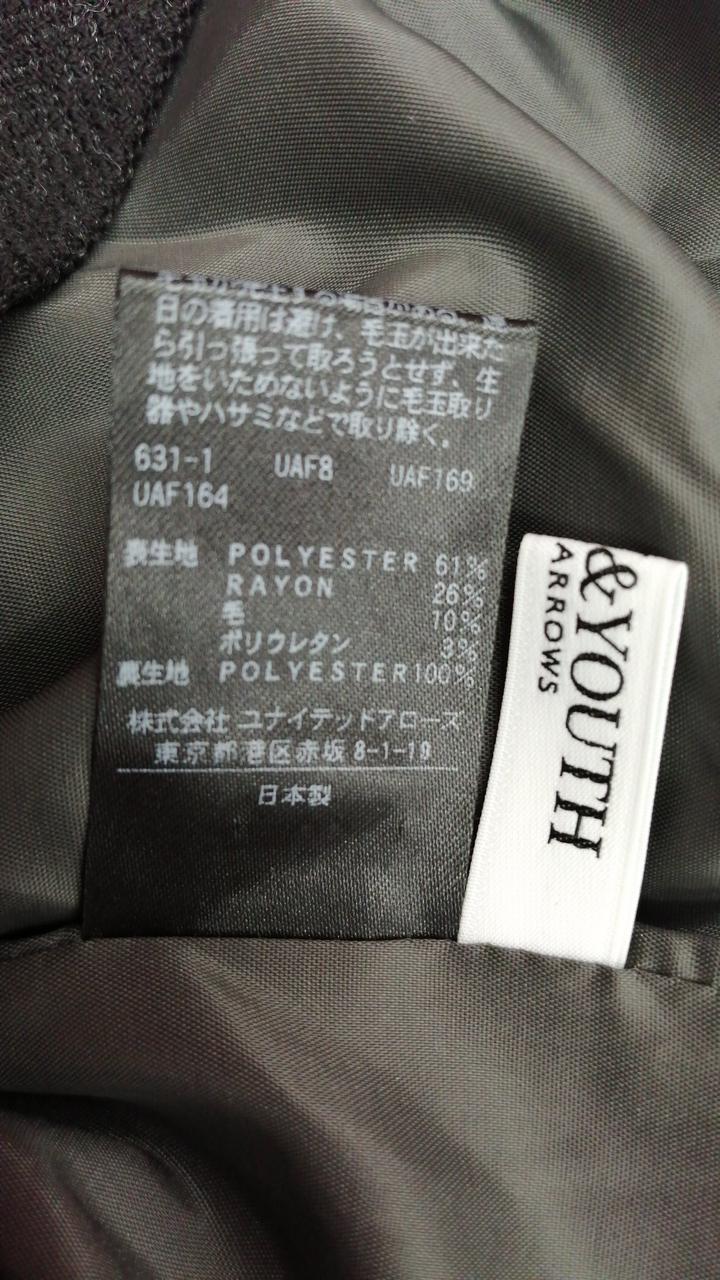 日の着用は避け、毛玉が出来た
ら引っ張って取ろうとせず、生
地をいためないように毛玉取り
器やハサミなどで取り除く。
631-1 UAF8 UAF169
UAF164
表生地 POLYESTER 61%
RAYON 26%
毛 10%
ポリウレタン 3%
裏生地 POLYESTER100%
株式会社 ユナイテッドアローズ
東京都港区赤坂 8-1-19
日本製
&YOUTH
ARROWS